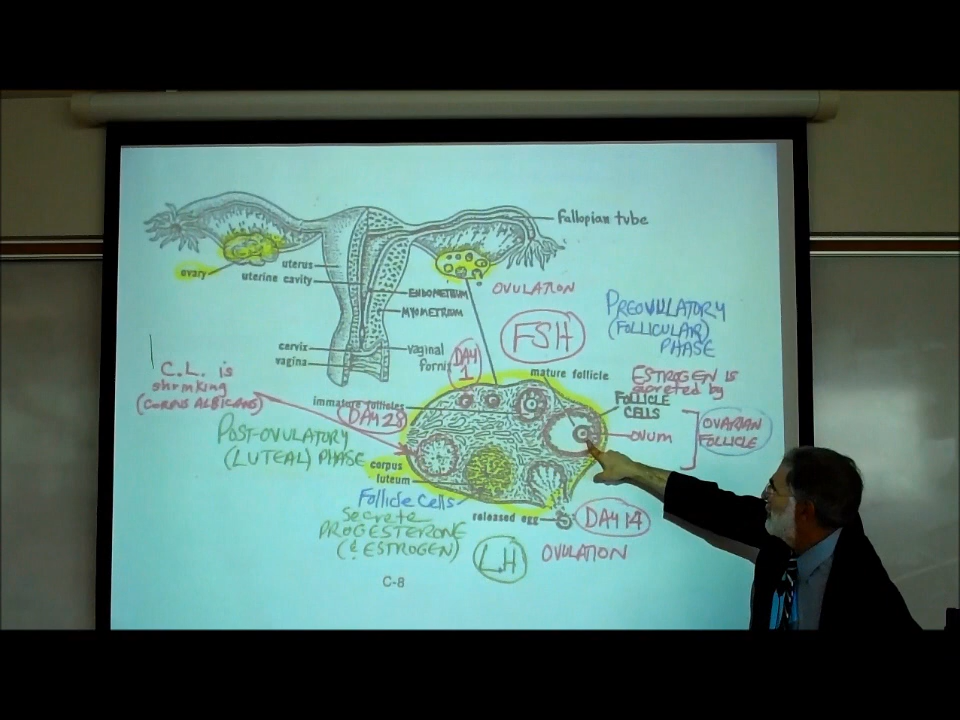 Fallopian tube
ovary
uterus
uterine cavity
ENDOMETRIUM
MYOMETRIUM
OVULATION
PREOVULATORY
(FOLLICULAR)
PHASE
FSH
cervix
vagina
vaginal
fornix
DAY
1
C.L. is
shrinking
(CORPUS ALBICANS)
mature follicle
ESTROGEN IS
secreted by
FOLLICLE
CELLS
immature follicles
DAY 28
OVUM
OVARIAN
FOLLICLE
POST-OVULATORY
(LUTEAL) PHASE
corpus
luteum
Follicle Cells
Secrete
PROGESTERONE
(& ESTROGEN)
released egg
DAY 14
LH
OVULATION
C-8